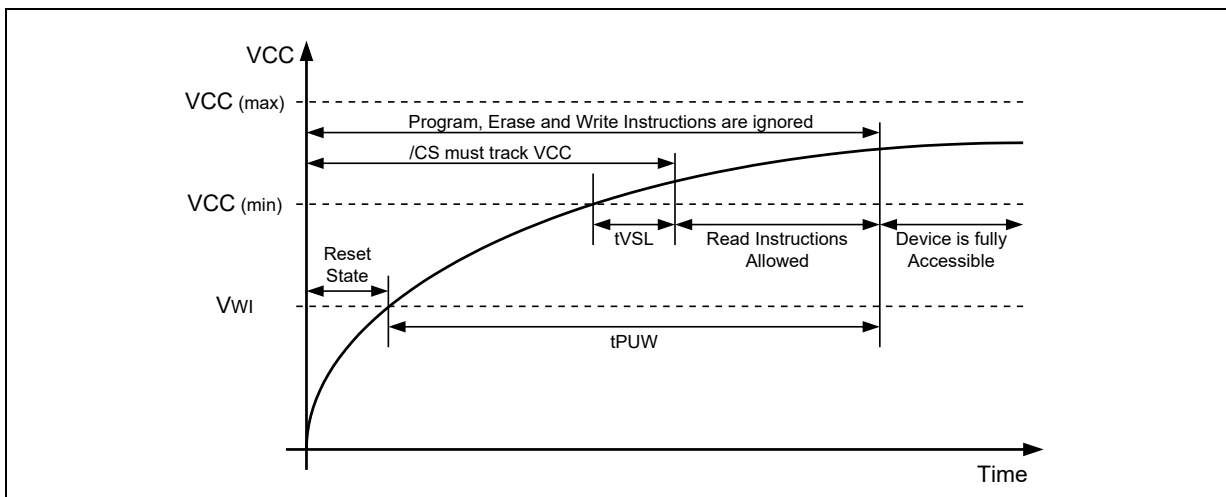 VCC
VCC (max)
Program, Erase and Write Instructions are ignored
/CS must track VCC
VCC (min)
tVSL
Read Instructions
Allowed
Device is fully
Accessible
Reset
State
VWI
tPUW
Time